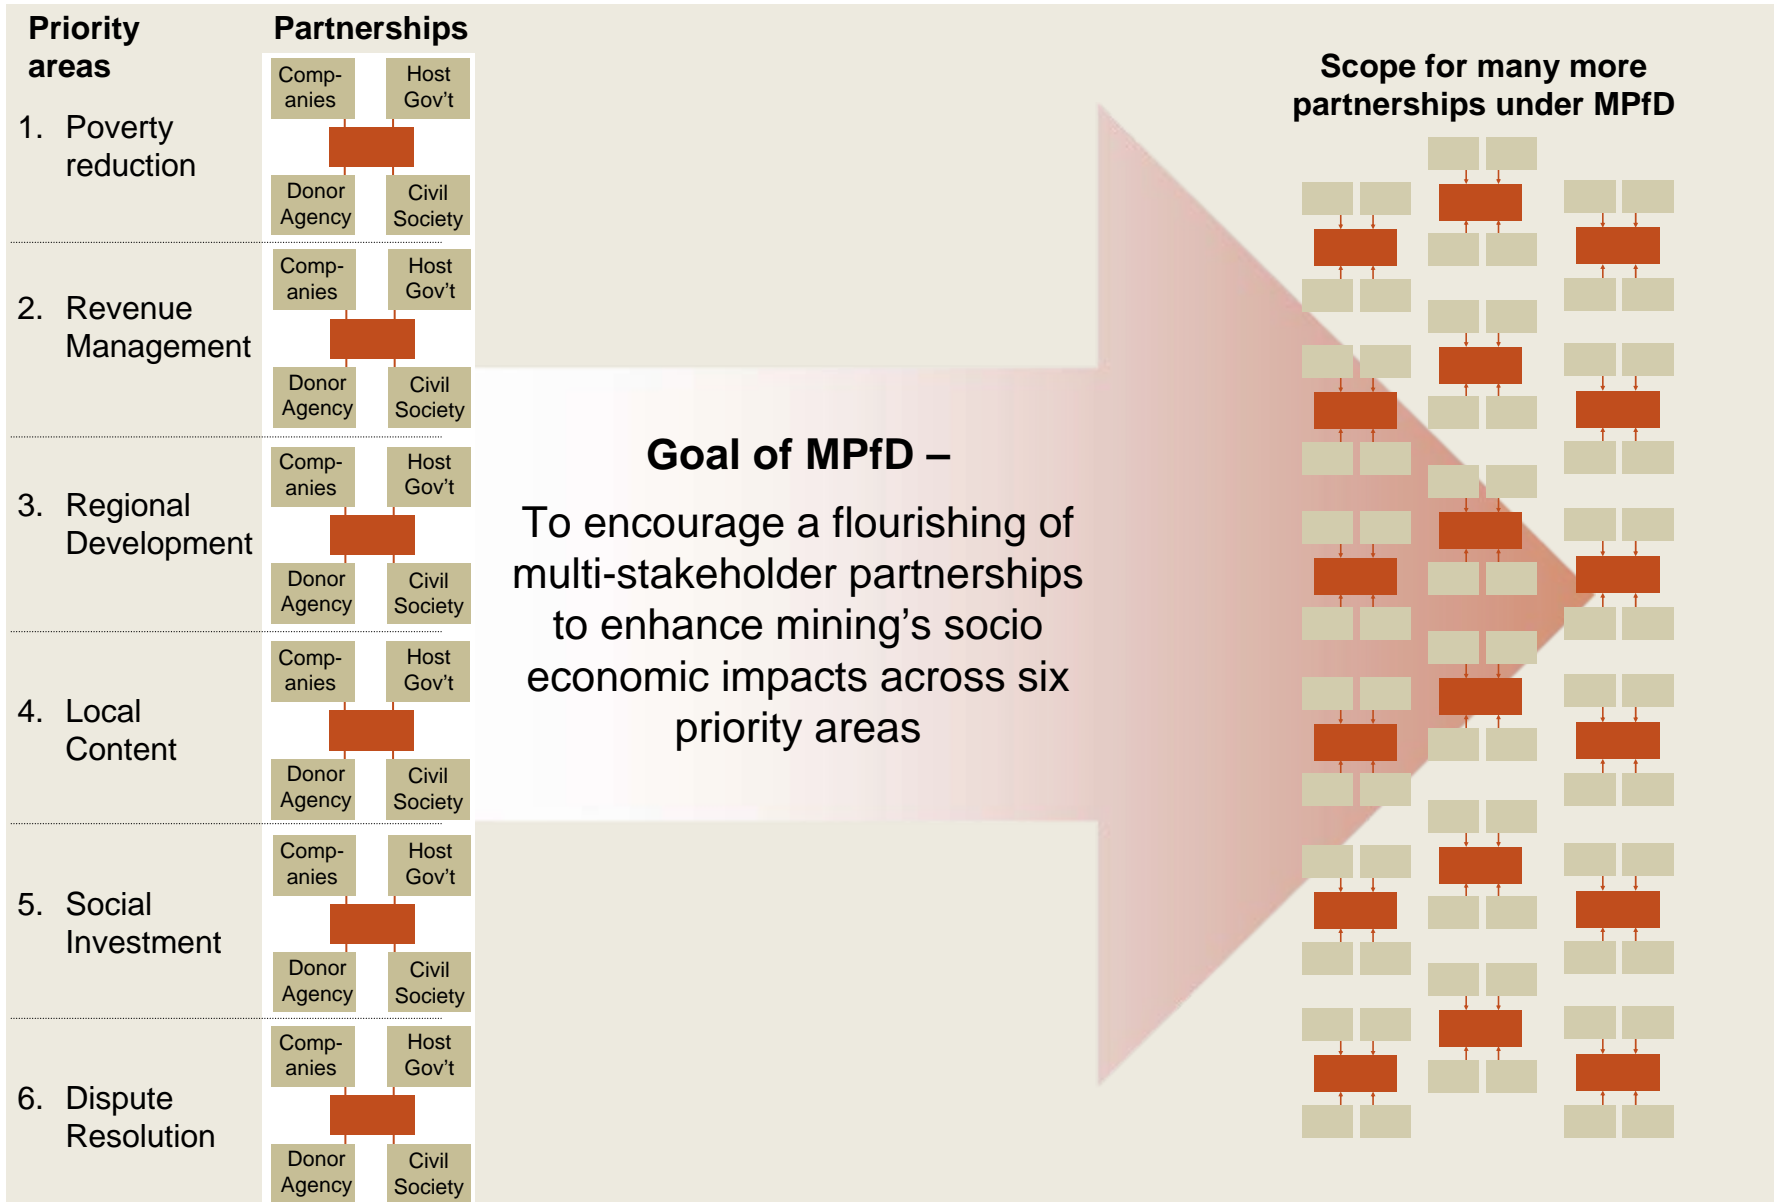 Priority
areas
Partnerships
1. Poverty
reduction
Comp-
anies
Host
Gov't
Donor
Agency
Civil
Society
2. Revenue
Management
Comp-
anies
Host
Gov't
Donor
Agency
Civil
Society
3. Regional
Development
Comp-
anies
Host
Gov't
Donor
Agency
Civil
Society
4. Local
Content
Comp-
anies
Host
Gov't
Donor
Agency
Civil
Society
5. Social
Investment
Comp-
anies
Host
Gov't
Donor
Agency
Civil
Society
6. Dispute
Resolution
Comp-
anies
Host
Gov't
Donor
Agency
Civil
Society
Goal of MPfD –
To encourage a flourishing of
multi-stakeholder partnerships
to enhance mining's socio
economic impacts across six
priority areas
Scope for many more
partnerships under MPfD